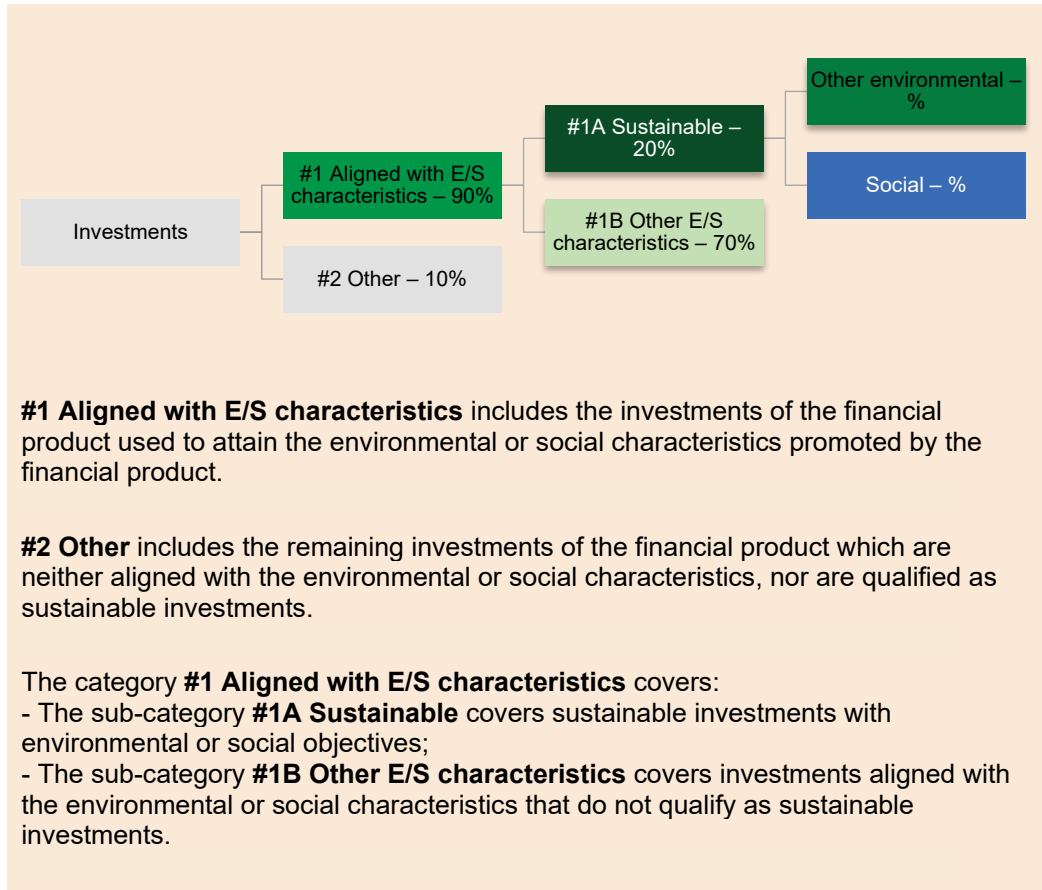 Other environmental –
%
#1A Sustainable –
20%
#1 Aligned with E/S
characteristics – 90%
Social – %
Investments
#1B Other E/S
characteristics – 70%
#2 Other – 10%
#1 Aligned with E/S characteristics includes the investments of the financial
product used to attain the environmental or social characteristics promoted by the
financial product.
#2 Other includes the remaining investments of the financial product which are
neither aligned with the environmental or social characteristics, nor are qualified as
sustainable investments.
The category #1 Aligned with E/S characteristics covers:
- The sub-category #1A Sustainable covers sustainable investments with
environmental or social objectives;
- The sub-category #1B Other E/S characteristics covers investments aligned with
the environmental or social characteristics that do not qualify as sustainable
investments.